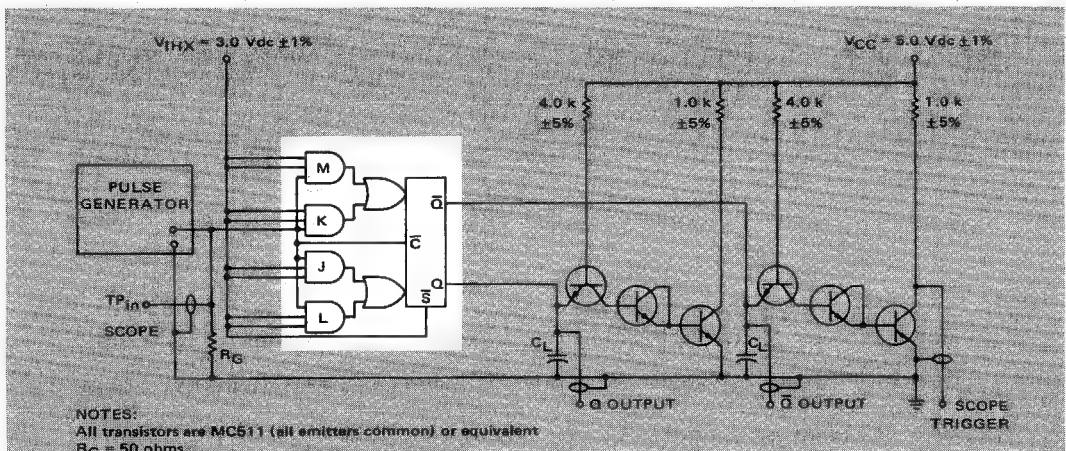 VIHX = 3.0 Vdc ±1%
VCC = 5.0 Vdc ±1%
4.0 k
±5%
1.0 k
±5%
4.0 k
±5%
1.0 k
±5%
PULSE
GENERATOR
M
K
J
L
Q̅
C̅
Q
S̅
TPin
SCOPE
RG
CL
CL
Q OUTPUT
Q̅ OUTPUT
SCOPE
TRIGGER
NOTES:
All transistors are MC511 (all emitters common) or equivalent
RG = 50 ohms